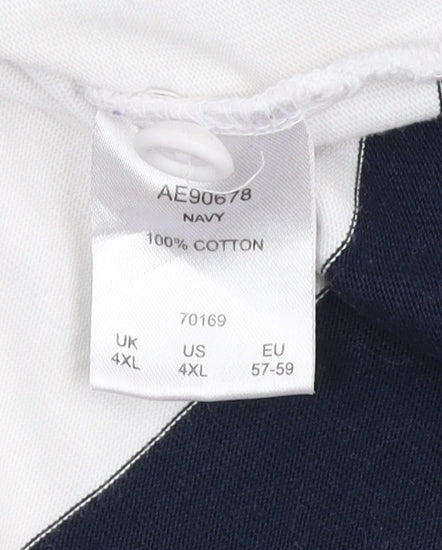 AE90678
NAVY
100% COTTON
70169
UK US EU
4XL 4XL 57-59